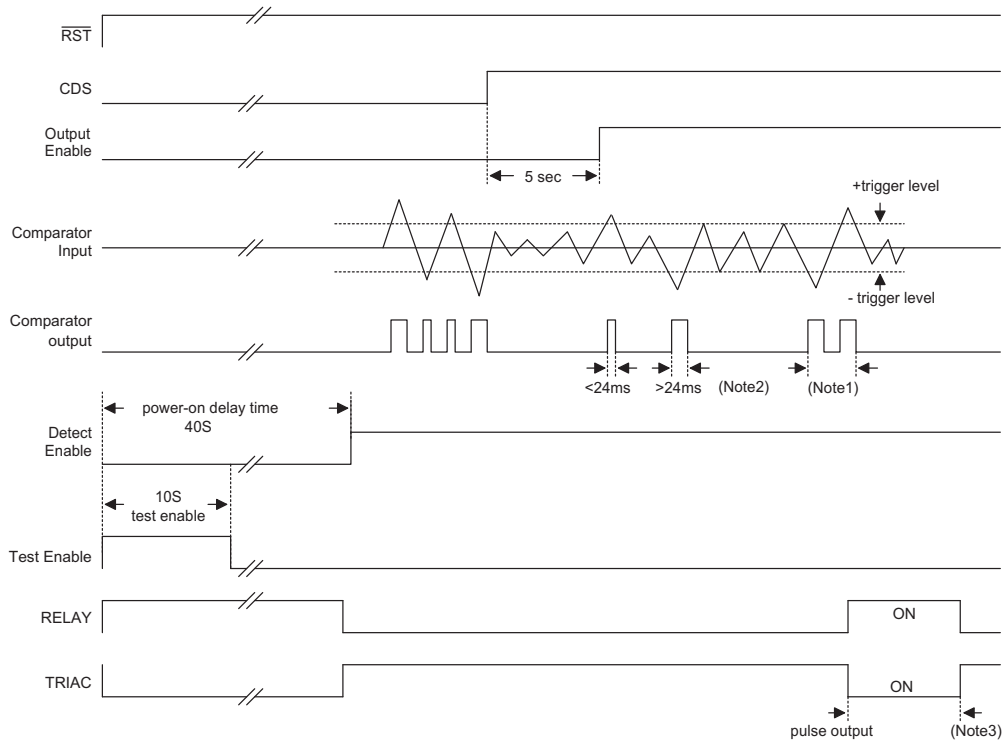 RST
CDS
Output
Enable
5 sec
+trigger level
Comparator
Input
- trigger level
Comparator
output
<24ms
>24ms
(Note2)
(Note1)
power-on delay time
40S
Detect
Enable
10S
test enable
Test Enable
RELAY
ON
TRIAC
ON
pulse output
(Note3)